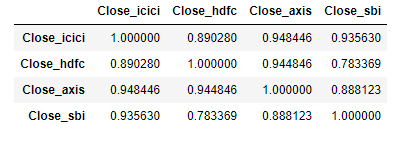 Close_icici Close_hdfc Close_axis Close_sbi
Close_icici 1.000000 0.890280 0.948446 0.935630
Close_hdfc 0.890280 1.000000 0.944846 0.783369
Close_axis 0.948446 0.944846 1.000000 0.888123
Close_sbi 0.935630 0.783369 0.888123 1.000000